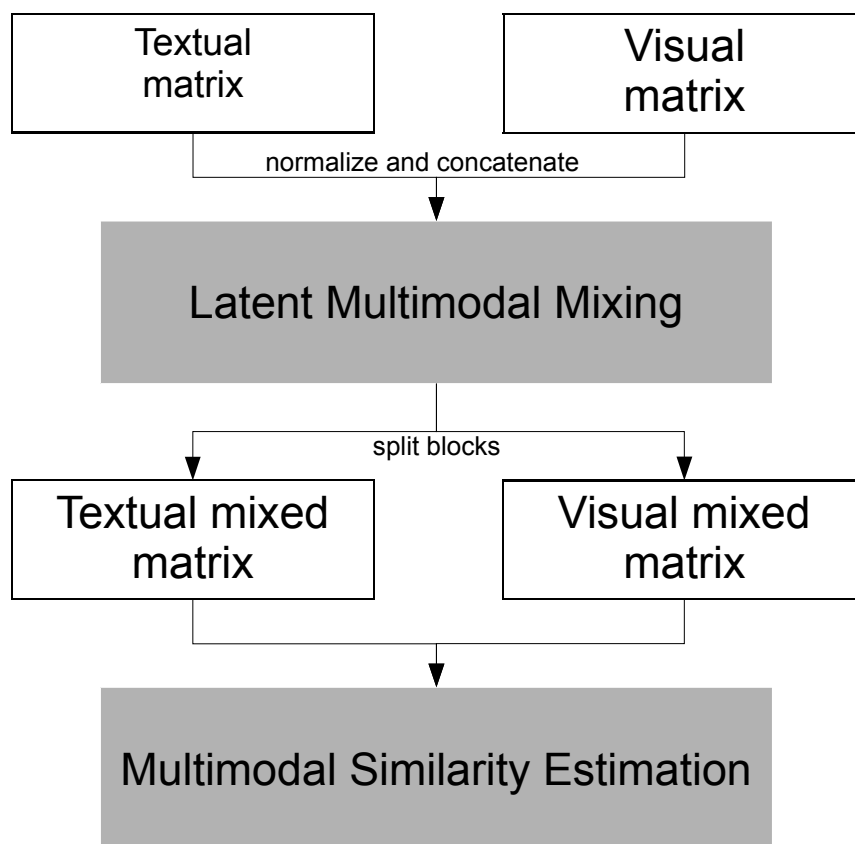 Textual
matrix
Visual
matrix
normalize and concatenate
Latent Multimodal Mixing
split blocks
Textual mixed
matrix
Visual mixed
matrix
Multimodal Similarity Estimation